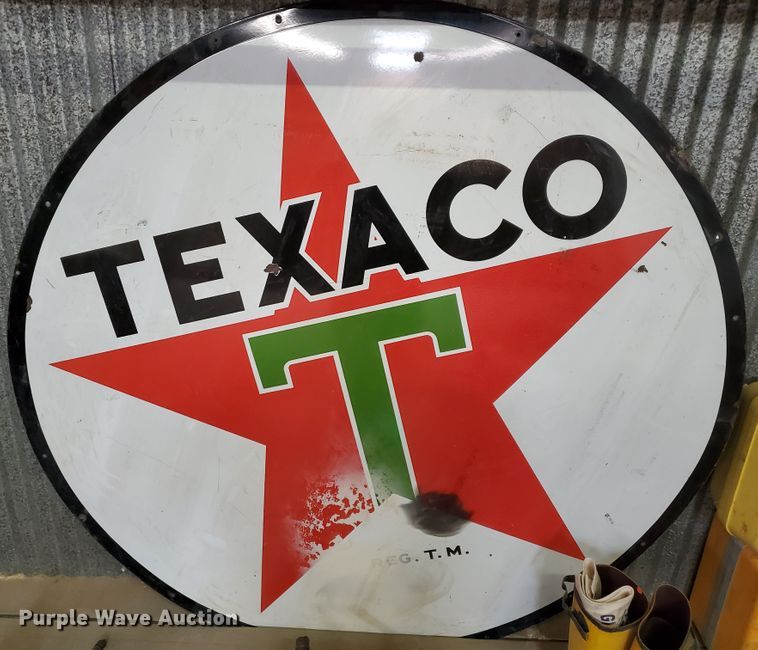 TEXACO
T
REG. T.M.
Purple Wave Auction